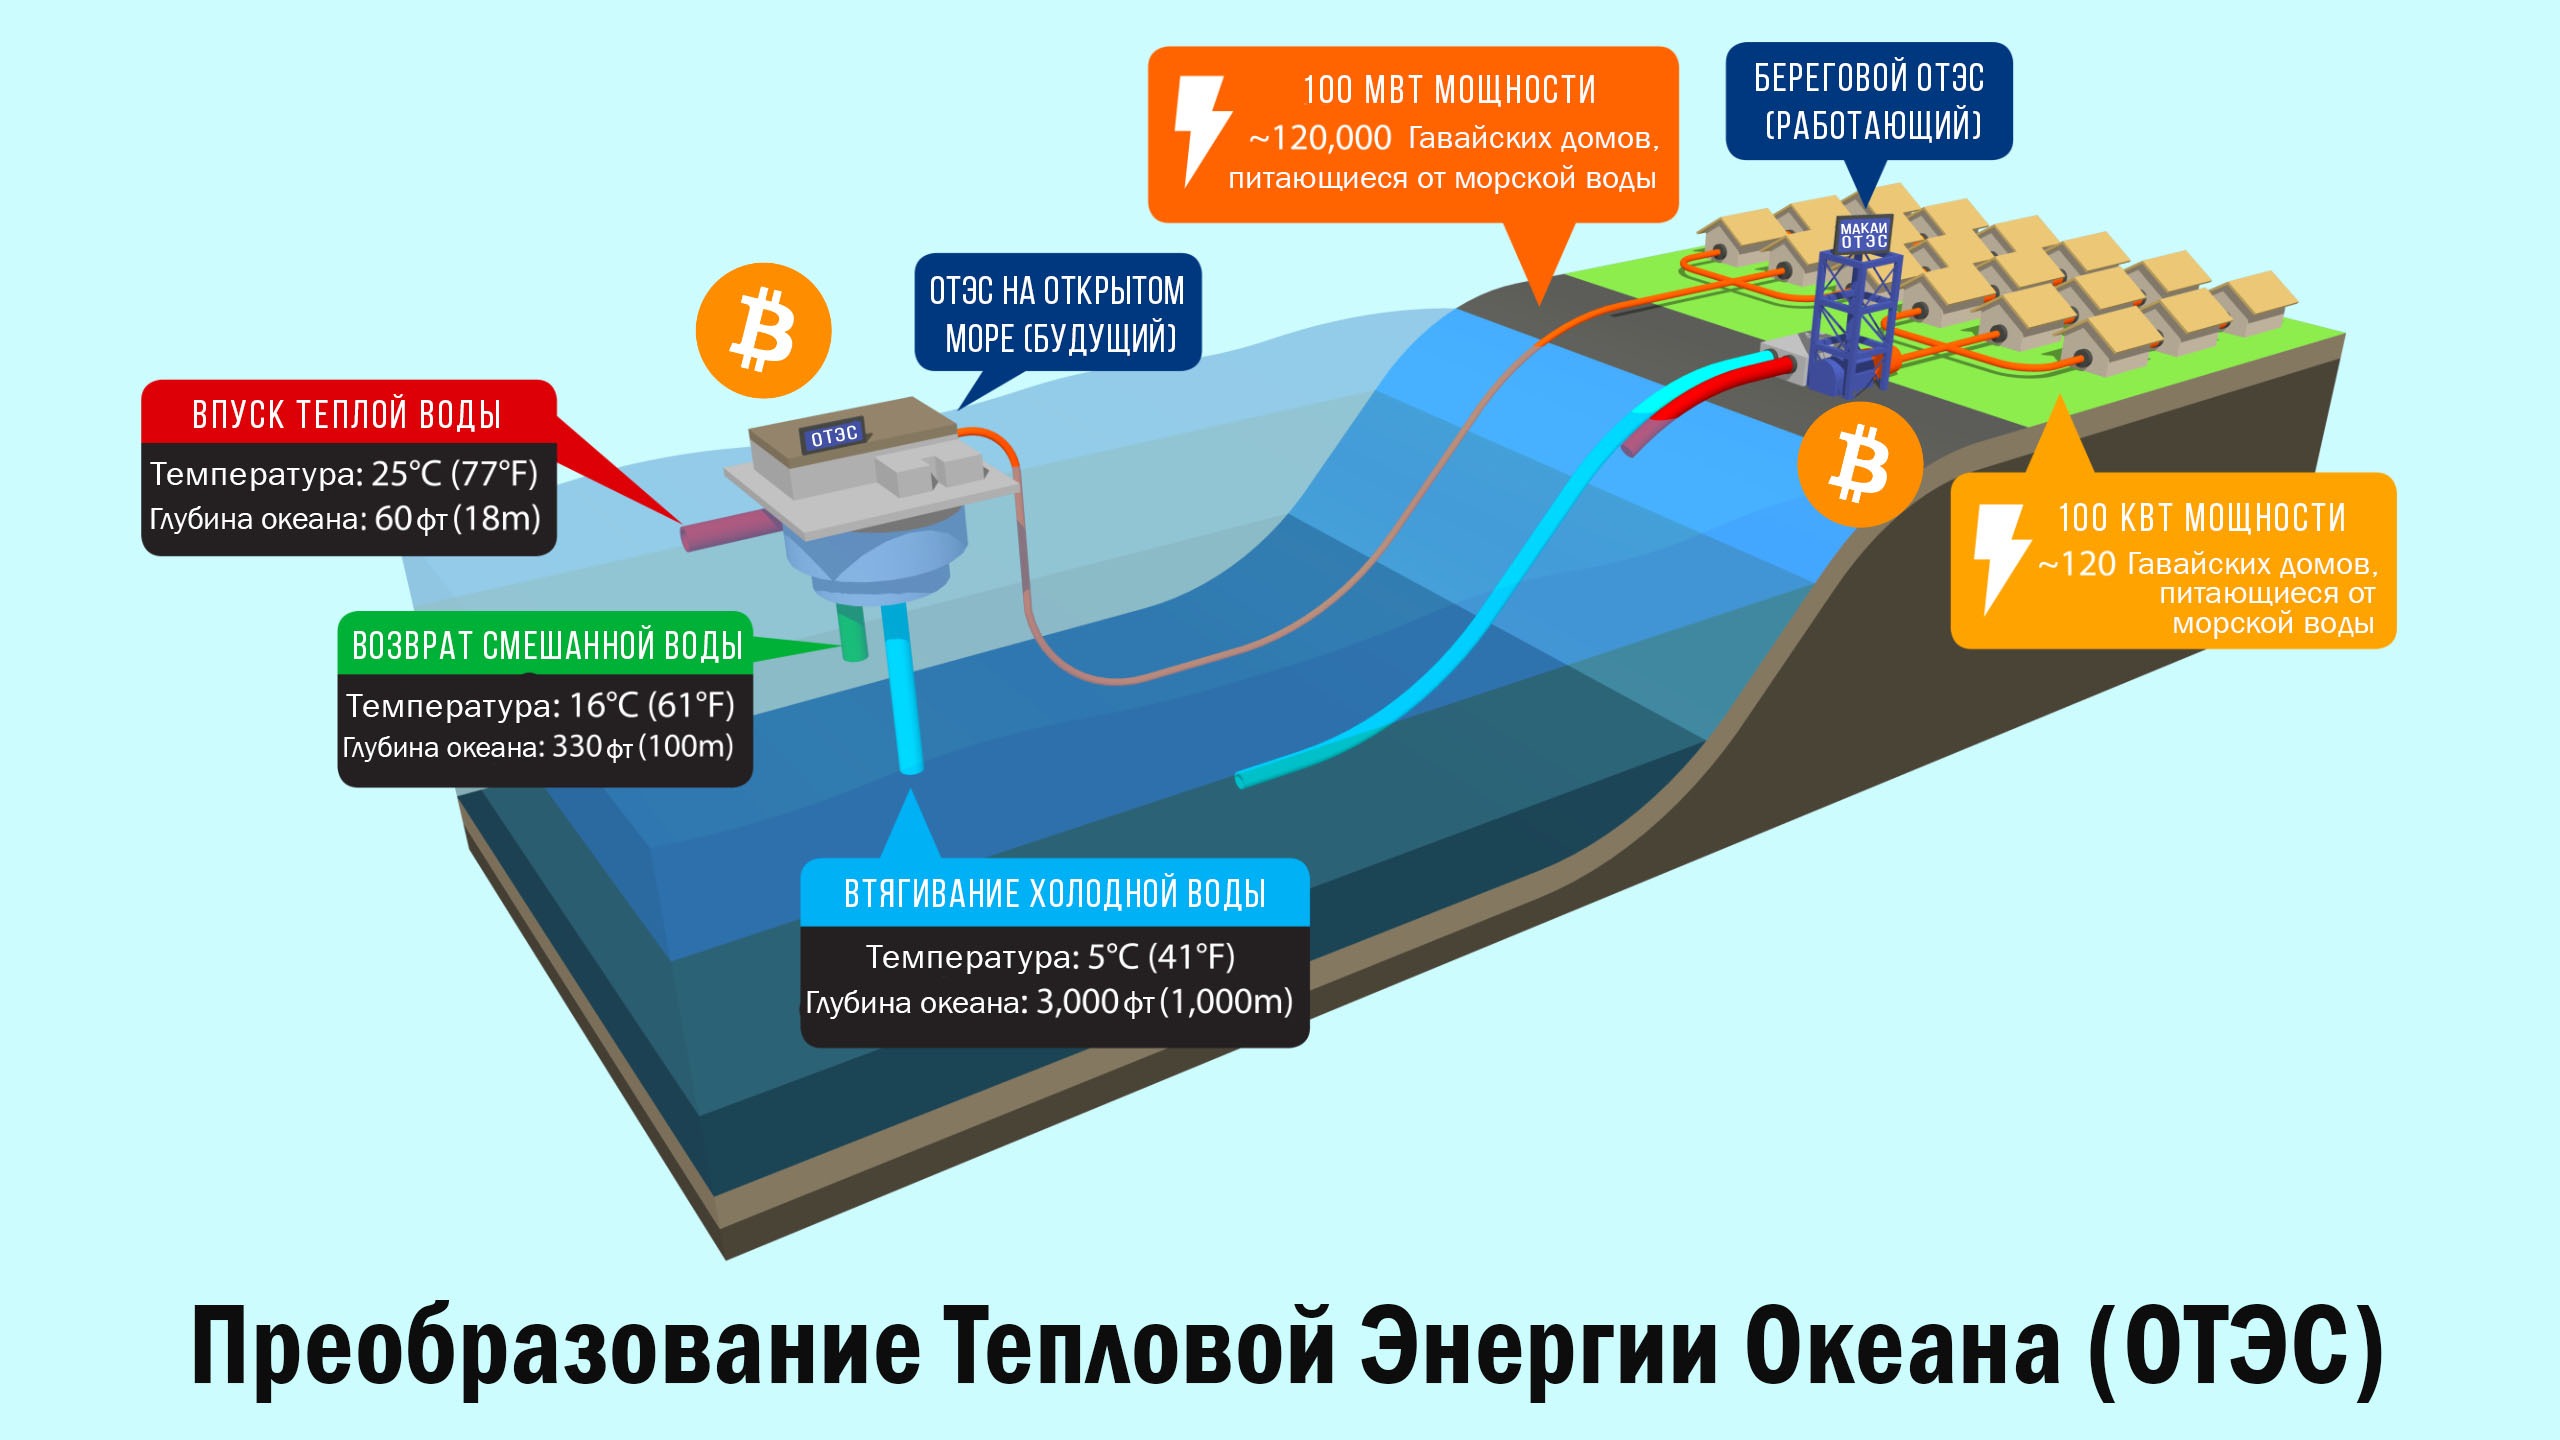 100 МВТ МОЩНОСТИ
~120,000 Гавайских домов,
питающиеся от морской воды
БЕРЕГОВОЙ ОТЭС
(РАБОТАЮЩИЙ)
МАКАИ
ОТЭС
ОТЭС НА ОТКРЫТОМ
МОРЕ (БУДУЩИЙ)
ОТЭС
ВПУСК ТЕПЛОЙ ВОДЫ
Температура: 25°C (77°F)
Глубина океана: 60 фт (18m)
100 КВТ МОЩНОСТИ
~120 Гавайских домов,
питающиеся от
морской воды
ВОЗВРАТ СМЕШАННОЙ ВОДЫ
Температура: 16°C (61°F)
Глубина океана: 330 фт (100m)
ВТЯГИВАНИЕ ХОЛОДНОЙ ВОДЫ
Температура: 5°C (41°F)
Глубина океана: 3,000 фт (1,000m)
Преобразование Тепловой Энергии Океана (ОТЭС)